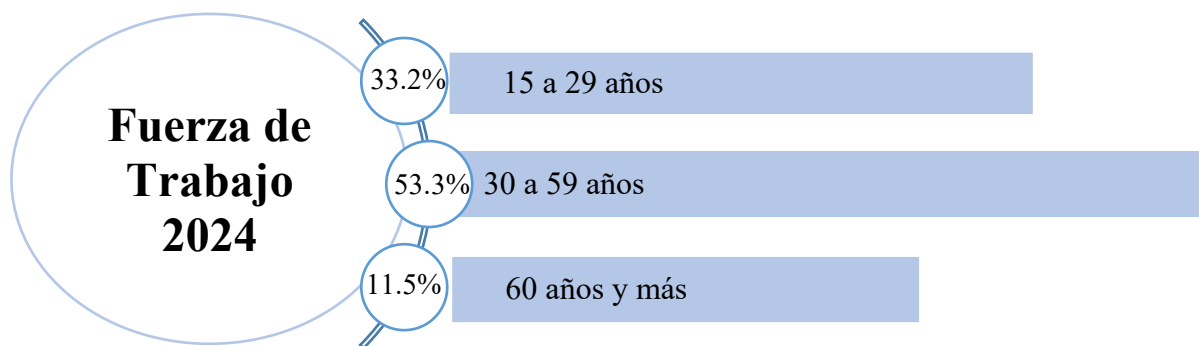 Fuerza de
Trabajo
2024
33.2%
15 a 29 años
53.3%
30 a 59 años
11.5%
60 años y más